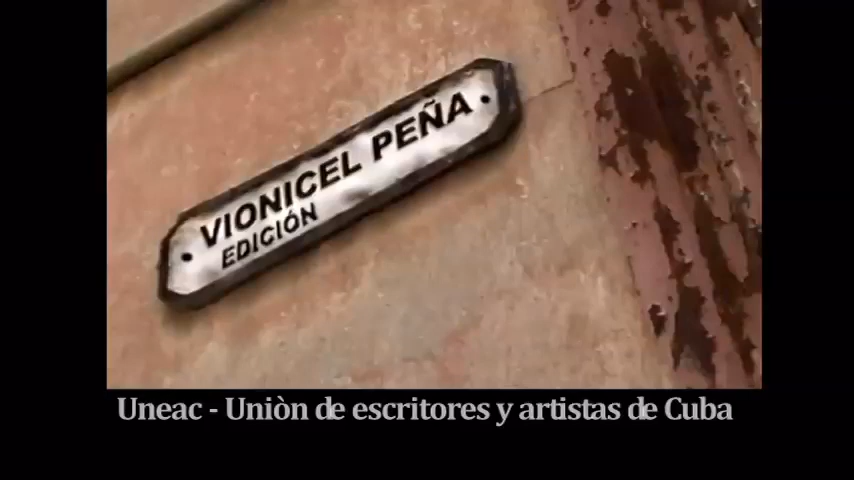 VIONICEL PEÑA
EDICIÓN
Uneac - Uniòn de escritores y artistas de Cuba